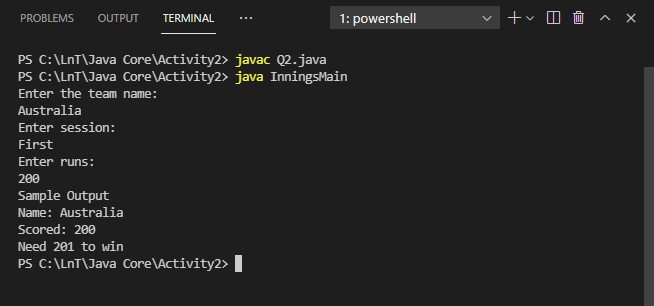 PROBLEMS OUTPUT TERMINAL ... 1: powershell
PS C:\LnT\Java Core\Activity2> javac Q2.java
PS C:\LnT\Java Core\Activity2> java InningsMain
Enter the team name:
Australia
Enter session:
First
Enter runs:
200
Sample Output
Name: Australia
Scored: 200
Need 201 to win
PS C:\LnT\Java Core\Activity2>